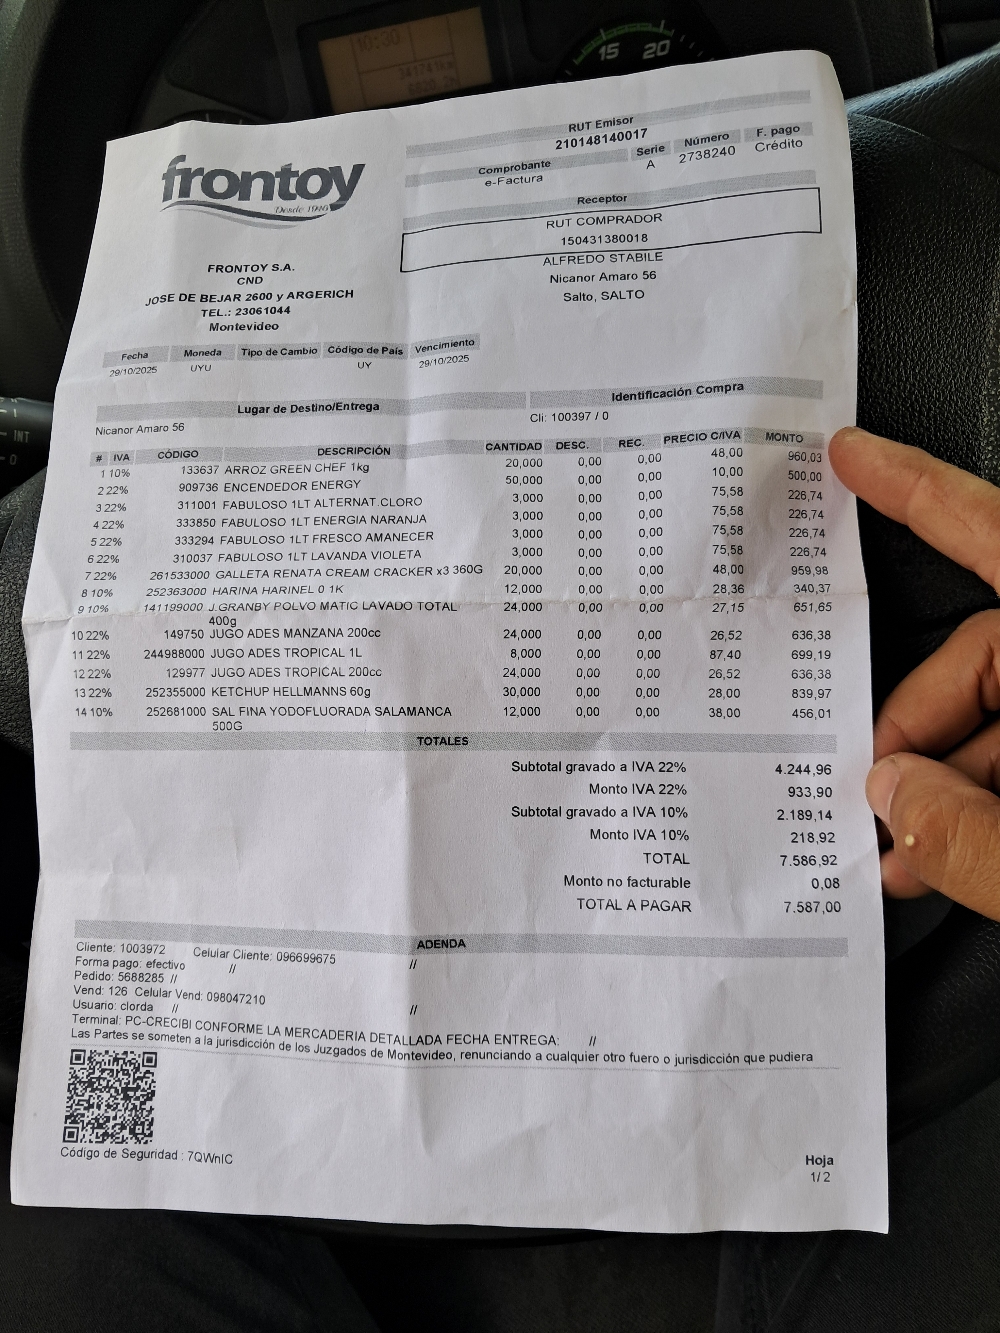 10:30
341741km
15 20
frontoy
Desde 1946
RUT Emisor
210148140017
Comprobante Serie Número F. pago
e-Factura A 2738240 Crédito
Receptor
RUT COMPRADOR
150431380018
ALFREDO STABILE
Nicanor Amaro 56
Salto, SALTO
FRONTOY S.A.
CND
JOSE DE BEJAR 2600 y ARGERICH
TEL.: 23061044
Montevideo
Fecha Moneda Tipo de Cambio Código de País Vencimiento
29/10/2025 UYU UY 29/10/2025
Lugar de Destino/Entrega Identificación Compra
Nicanor Amaro 56 Cli: 100397 / 0
# IVA CÓDIGO DESCRIPCIÓN CANTIDAD DESC. REC. PRECIO C/IVA MONTO
1 10% 133637 ARROZ GREEN CHEF 1kg 20,000 0,00 0,00 48,00 960,03
2 22% 909736 ENCENDEDOR ENERGY 50,000 0,00 0,00 10,00 500,00
3 22% 311001 FABULOSO 1LT ALTERNAT.CLORO 3,000 0,00 0,00 75,58 226,74
4 22% 333850 FABULOSO 1LT ENERGIA NARANJA 3,000 0,00 0,00 75,58 226,74
5 22% 333294 FABULOSO 1LT FRESCO AMANECER 3,000 0,00 0,00 75,58 226,74
6 22% 310037 FABULOSO 1LT LAVANDA VIOLETA 3,000 0,00 0,00 75,58 226,74
7 22% 261533000 GALLETA RENATA CREAM CRACKER x3 360G 20,000 0,00 0,00 48,00 959,98
8 10% 252363000 HARINA HARINEL 0 1K 12,000 0,00 0,00 28,36 340,37
9 10% 141199000 J.GRANBY POLVO MATIC LAVADO TOTAL 24,000 0,00 0,00 27,15 651,65
400g
10 22% 149750 JUGO ADES MANZANA 200cc 24,000 0,00 0,00 26,52 636,38
11 22% 244988000 JUGO ADES TROPICAL 1L 8,000 0,00 0,00 87,40 699,19
12 22% 129977 JUGO ADES TROPICAL 200cc 24,000 0,00 0,00 26,52 636,38
13 22% 252355000 KETCHUP HELLMANNS 60g 30,000 0,00 0,00 28,00 839,97
14 10% 252681000 SAL FINA YODOFLUORADA SALAMANCA 12,000 0,00 0,00 38,00 456,01
500G
TOTALES
Subtotal gravado a IVA 22% 4.244,96
Monto IVA 22% 933,90
Subtotal gravado a IVA 10% 2.189,14
Monto IVA 10% 218,92
TOTAL 7.586,92
Monto no facturable 0,08
TOTAL A PAGAR 7.587,00
ADENDA
Cliente: 1003972 Celular Cliente: 096699675 //
Forma pago: efectivo //
Pedido: 5688285 //
Vend: 126 Celular Vend: 098047210 //
Usuario: clorda //
Terminal: PC-CRECIBI CONFORME LA MERCADERIA DETALLADA FECHA ENTREGA: //
Las Partes se someten a la jurisdicción de los Juzgados de Montevideo, renunciando a cualquier otro fuero o jurisdicción que pudiera
Código de Seguridad : 7QWnIC
Hoja
1/ 2
INT
0